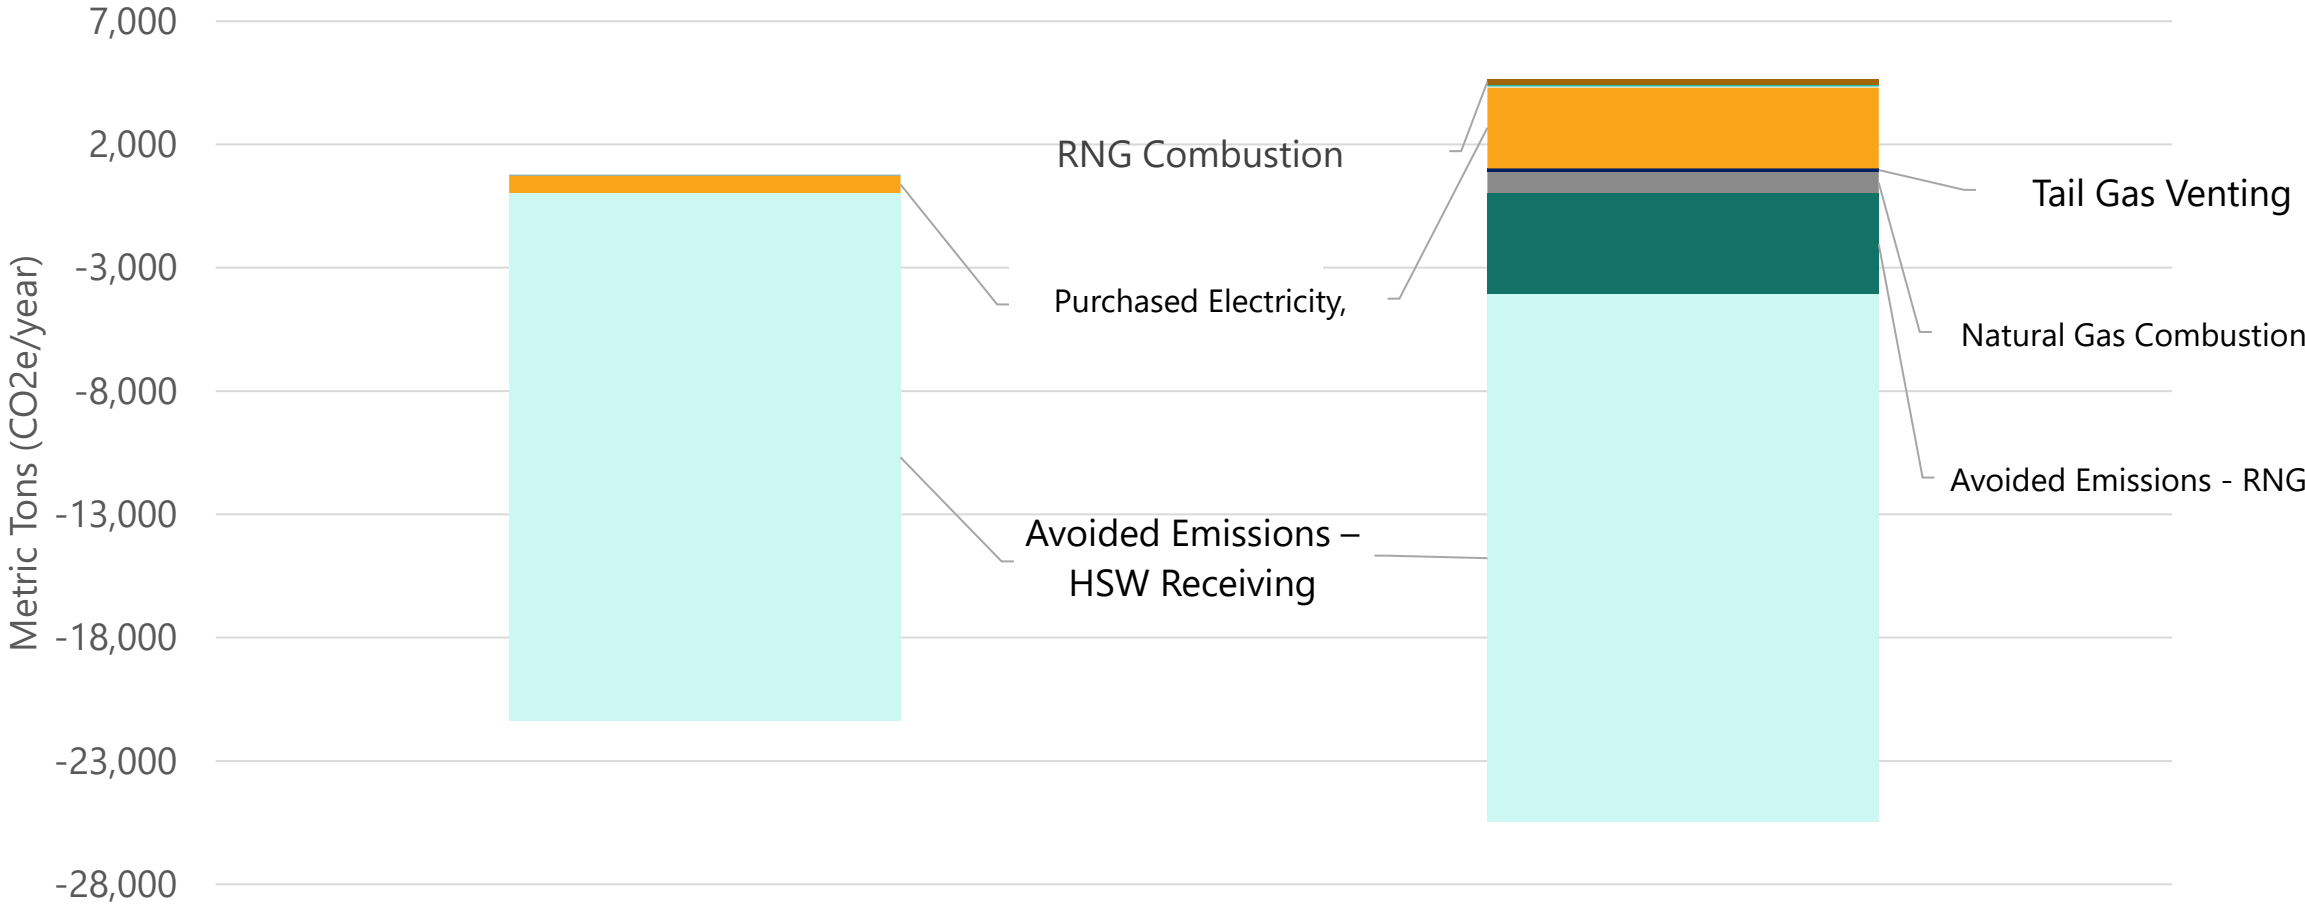 7,000
2,000
-3,000
-8,000
-13,000
-18,000
-23,000
-28,000
Metric Tons (CO2e/year)
RNG Combustion
Purchased Electricity,
Avoided Emissions –
HSW Receiving
Tail Gas Venting
Natural Gas Combustion
Avoided Emissions - RNG